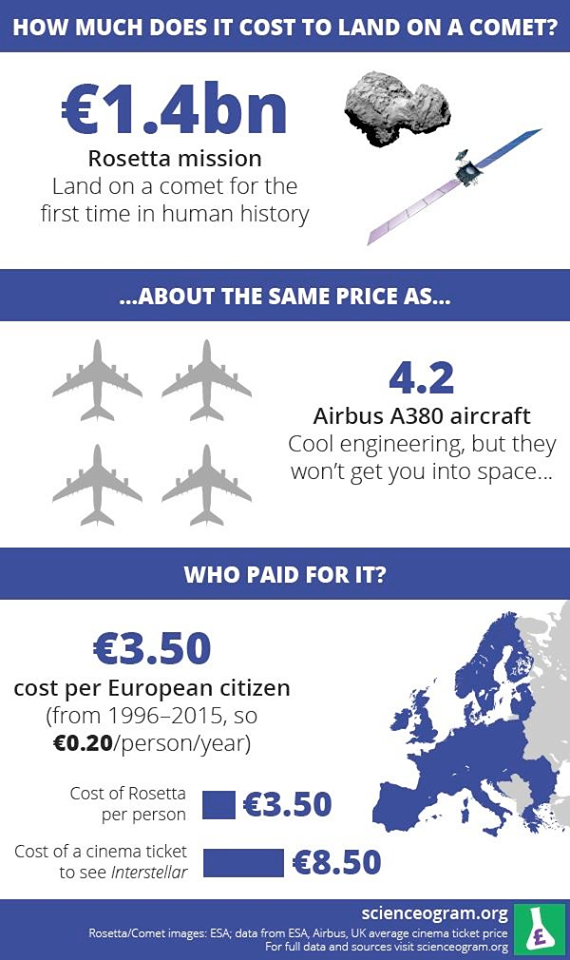 HOW MUCH DOES IT COST TO LAND ON A COMET?
€1.4bn
Rosetta mission
Land on a comet for the
first time in human history
...ABOUT THE SAME PRICE AS...
4.2
Airbus A380 aircraft
Cool engineering, but they
won't get you into space...
WHO PAID FOR IT?
€3.50
cost per European citizen
(from 1996–2015, so
€0.20/person/year)
Cost of Rosetta
per person
€3.50
Cost of a cinema ticket
to see Interstellar
€8.50
scienceogram.org
Rosetta/Comet images: ESA; data from ESA, Airbus, UK average cinema ticket price
For full data and sources visit scienceogram.org
£